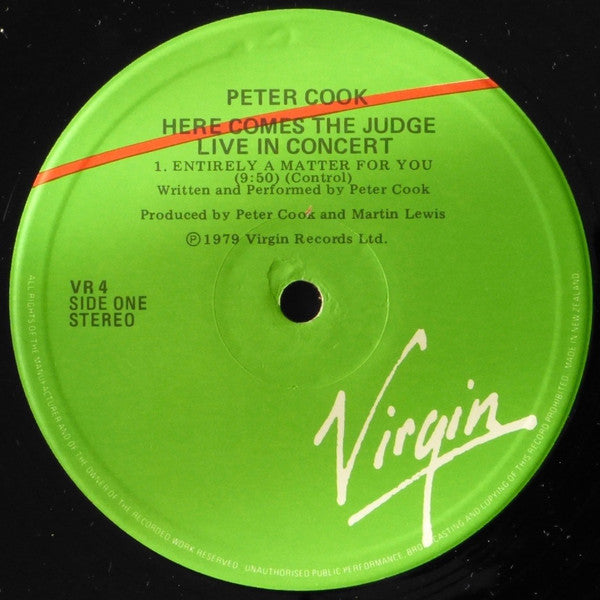 PETER COOK
HERE COMES THE JUDGE
LIVE IN CONCERT
1. ENTIRELY A MATTER FOR YOU
(9:50) (Control)
Written and Performed by Peter Cook
Produced by Peter Cook and Martin Lewis
℗1979 Virgin Records Ltd.
VR 4
SIDE ONE
STEREO
Virgin
ALL RIGHTS OF THE MANUFACTURER AND OF THE OWNER OF THE RECORDED WORK RESERVED. UNAUTHORISED PUBLIC PERFORMANCE, BROADCASTING AND COPYING OF THIS RECORD PROHIBITED. MADE IN NEW ZEALAND.